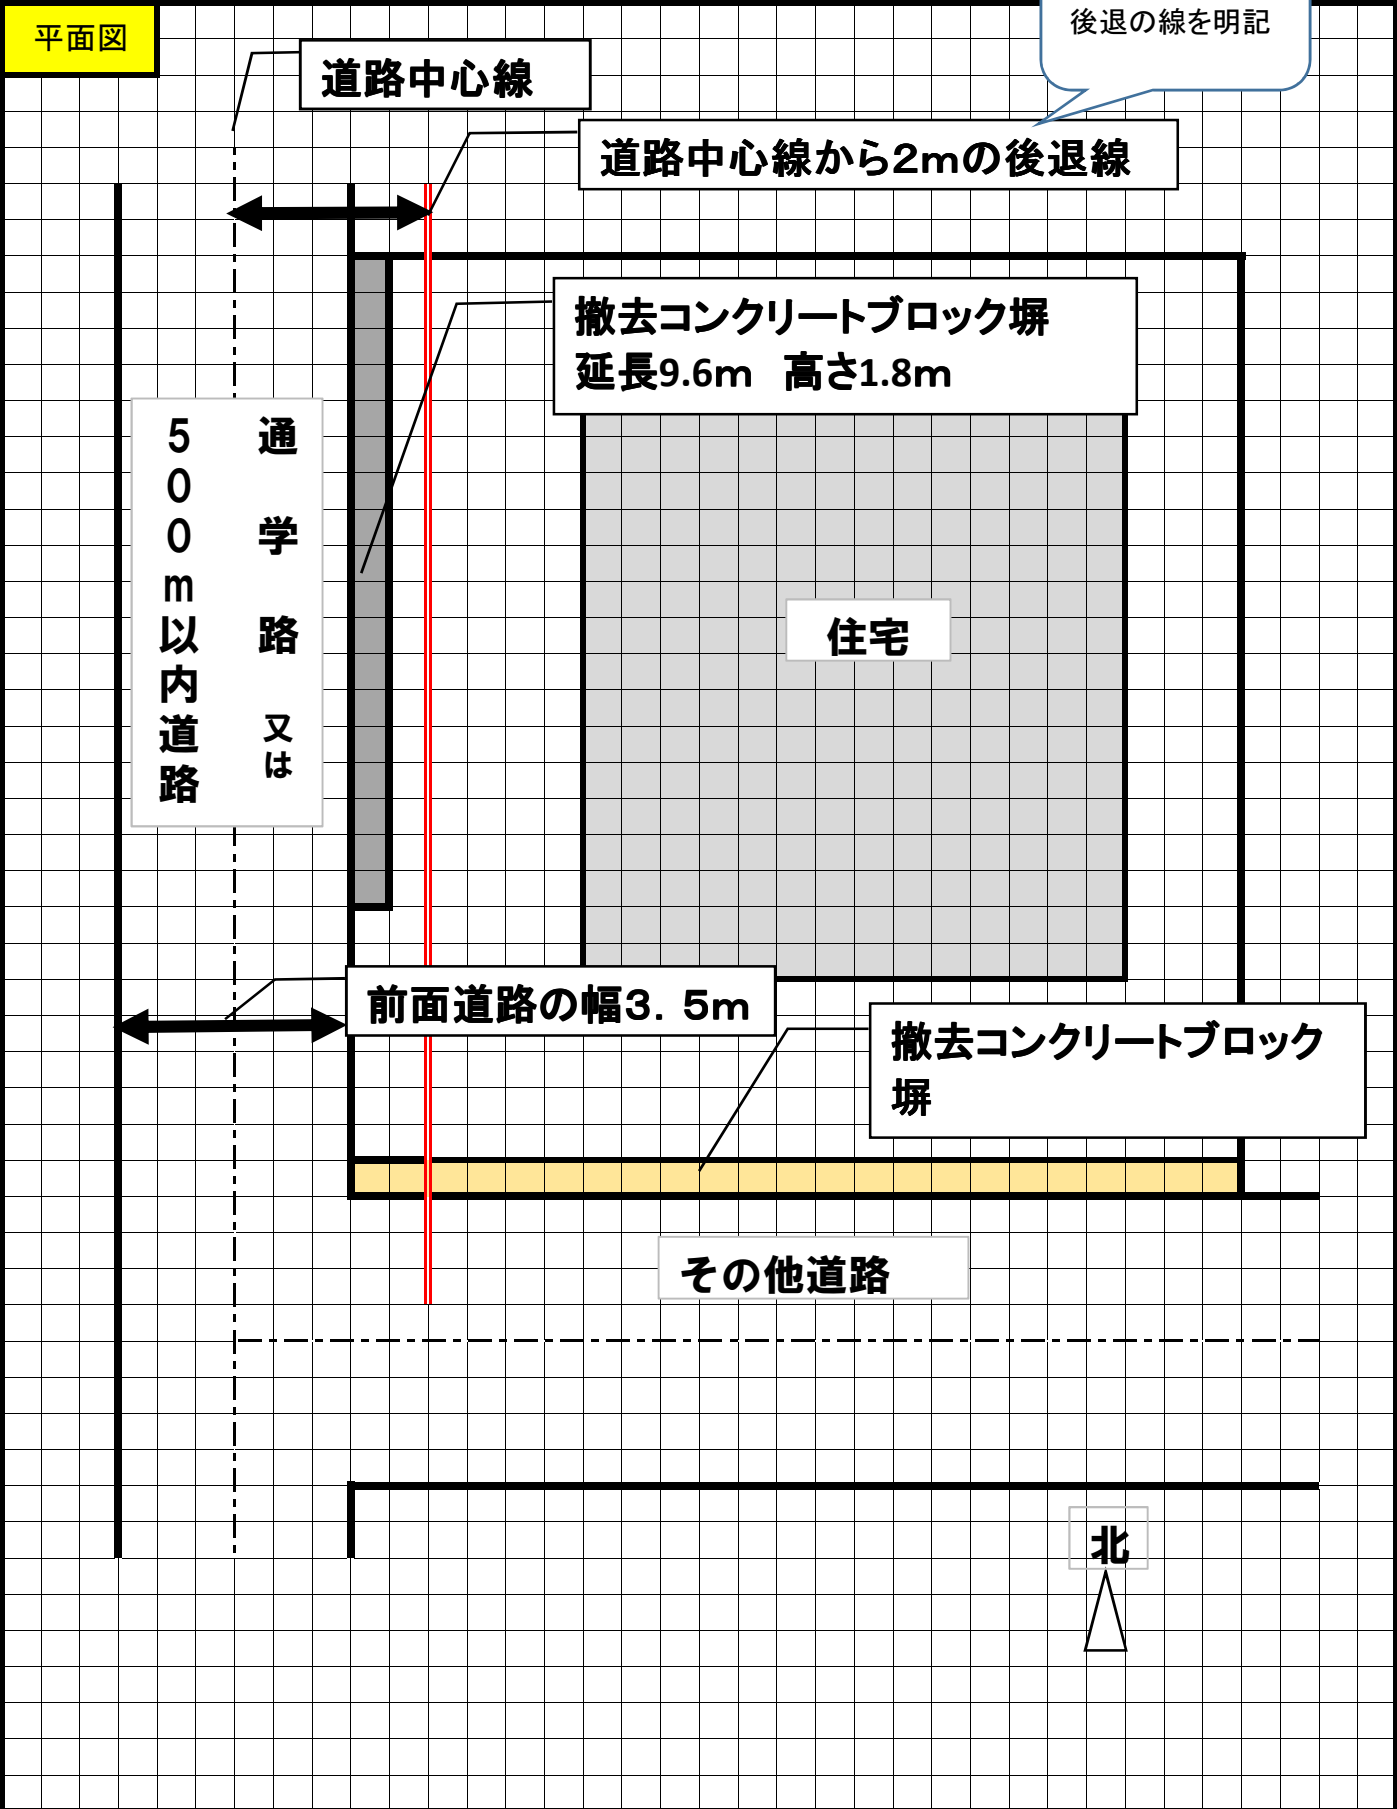 平面図
後退の線を明記
道路中心線
道路中心線から2mの後退線
撤去コンクリートブロック塀
延長9.6m　高さ1.8m
通学路又は
500m以内道路
住宅
前面道路の幅3．5m
撤去コンクリートブロック
塀
その他道路
北